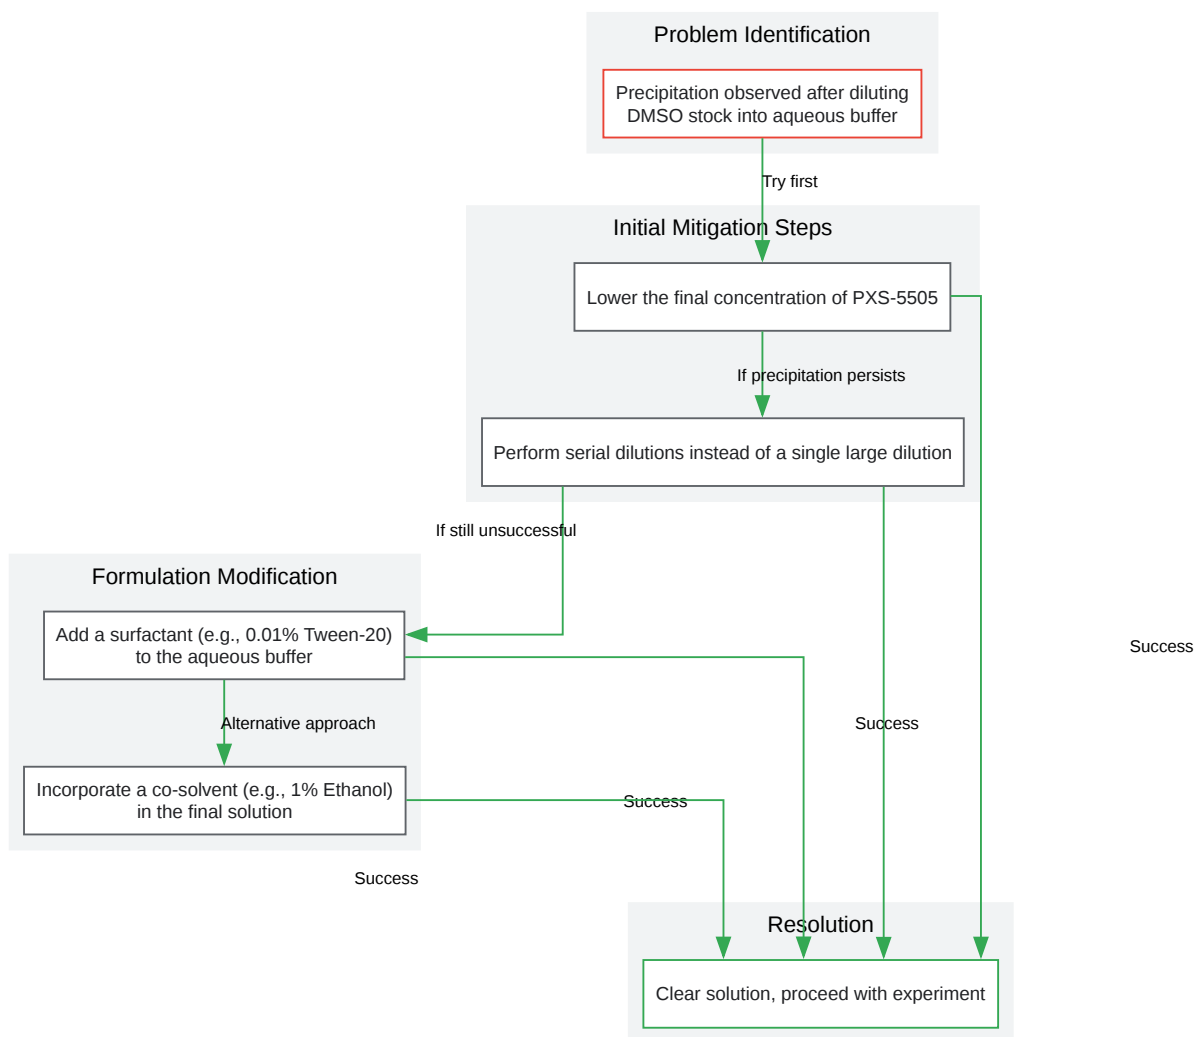 Problem Identification
Precipitation observed after diluting
DMSO stock into aqueous buffer
Try first
Initial Mitigation Steps
Lower the final concentration of PXS-5505
If precipitation persists
Perform serial dilutions instead of a single large dilution
If still unsuccessful
Formulation Modification
Add a surfactant (e.g., 0.01% Tween-20)
to the aqueous buffer
Success
Alternative approach
Success
Incorporate a co-solvent (e.g., 1% Ethanol)
in the final solution
Success
Success
Resolution
Clear solution, proceed with experiment